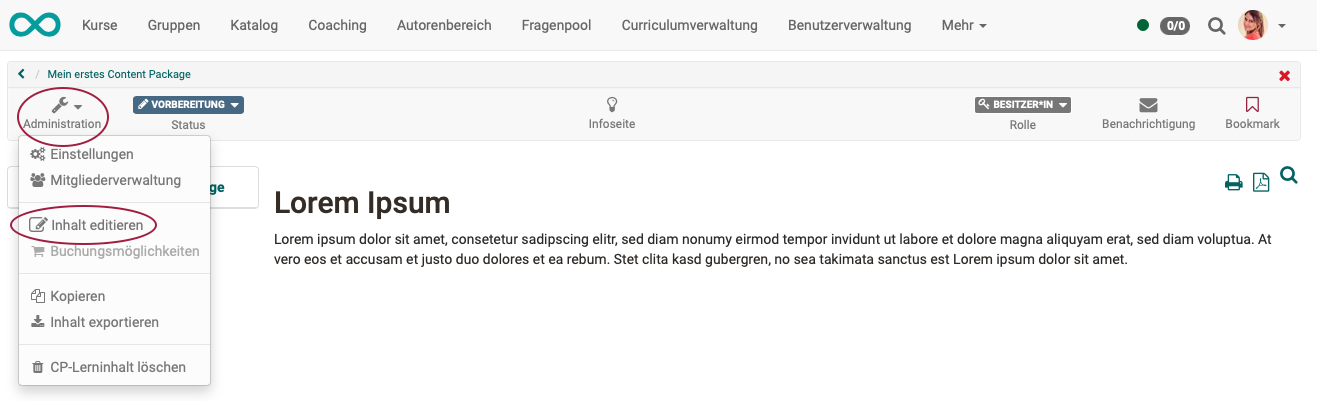 Kurse Gruppen Katalog Coaching Autorenbereich Fragenpool Curriculumverwaltung Benutzerverwaltung Mehr 0/0
/ Mein erstes Content Package
VORBEREITUNG BESITZER*IN
Administration Status Infoseite Rolle Benachrichtigung Bookmark
Einstellungen
Mitgliederverwaltung
ge
Inhalt editieren
Buchungsmöglichkeiten
Kopieren
Inhalt exportieren
CP-Lerninhalt löschen
Lorem Ipsum
Lorem ipsum dolor sit amet, consetetur sadipscing elitr, sed diam nonumy eirmod tempor invidunt ut labore et dolore magna aliquyam erat, sed diam voluptua. At
vero eos et accusam et justo duo dolores et ea rebum. Stet clita kasd gubergren, no sea takimata sanctus est Lorem ipsum dolor sit amet.